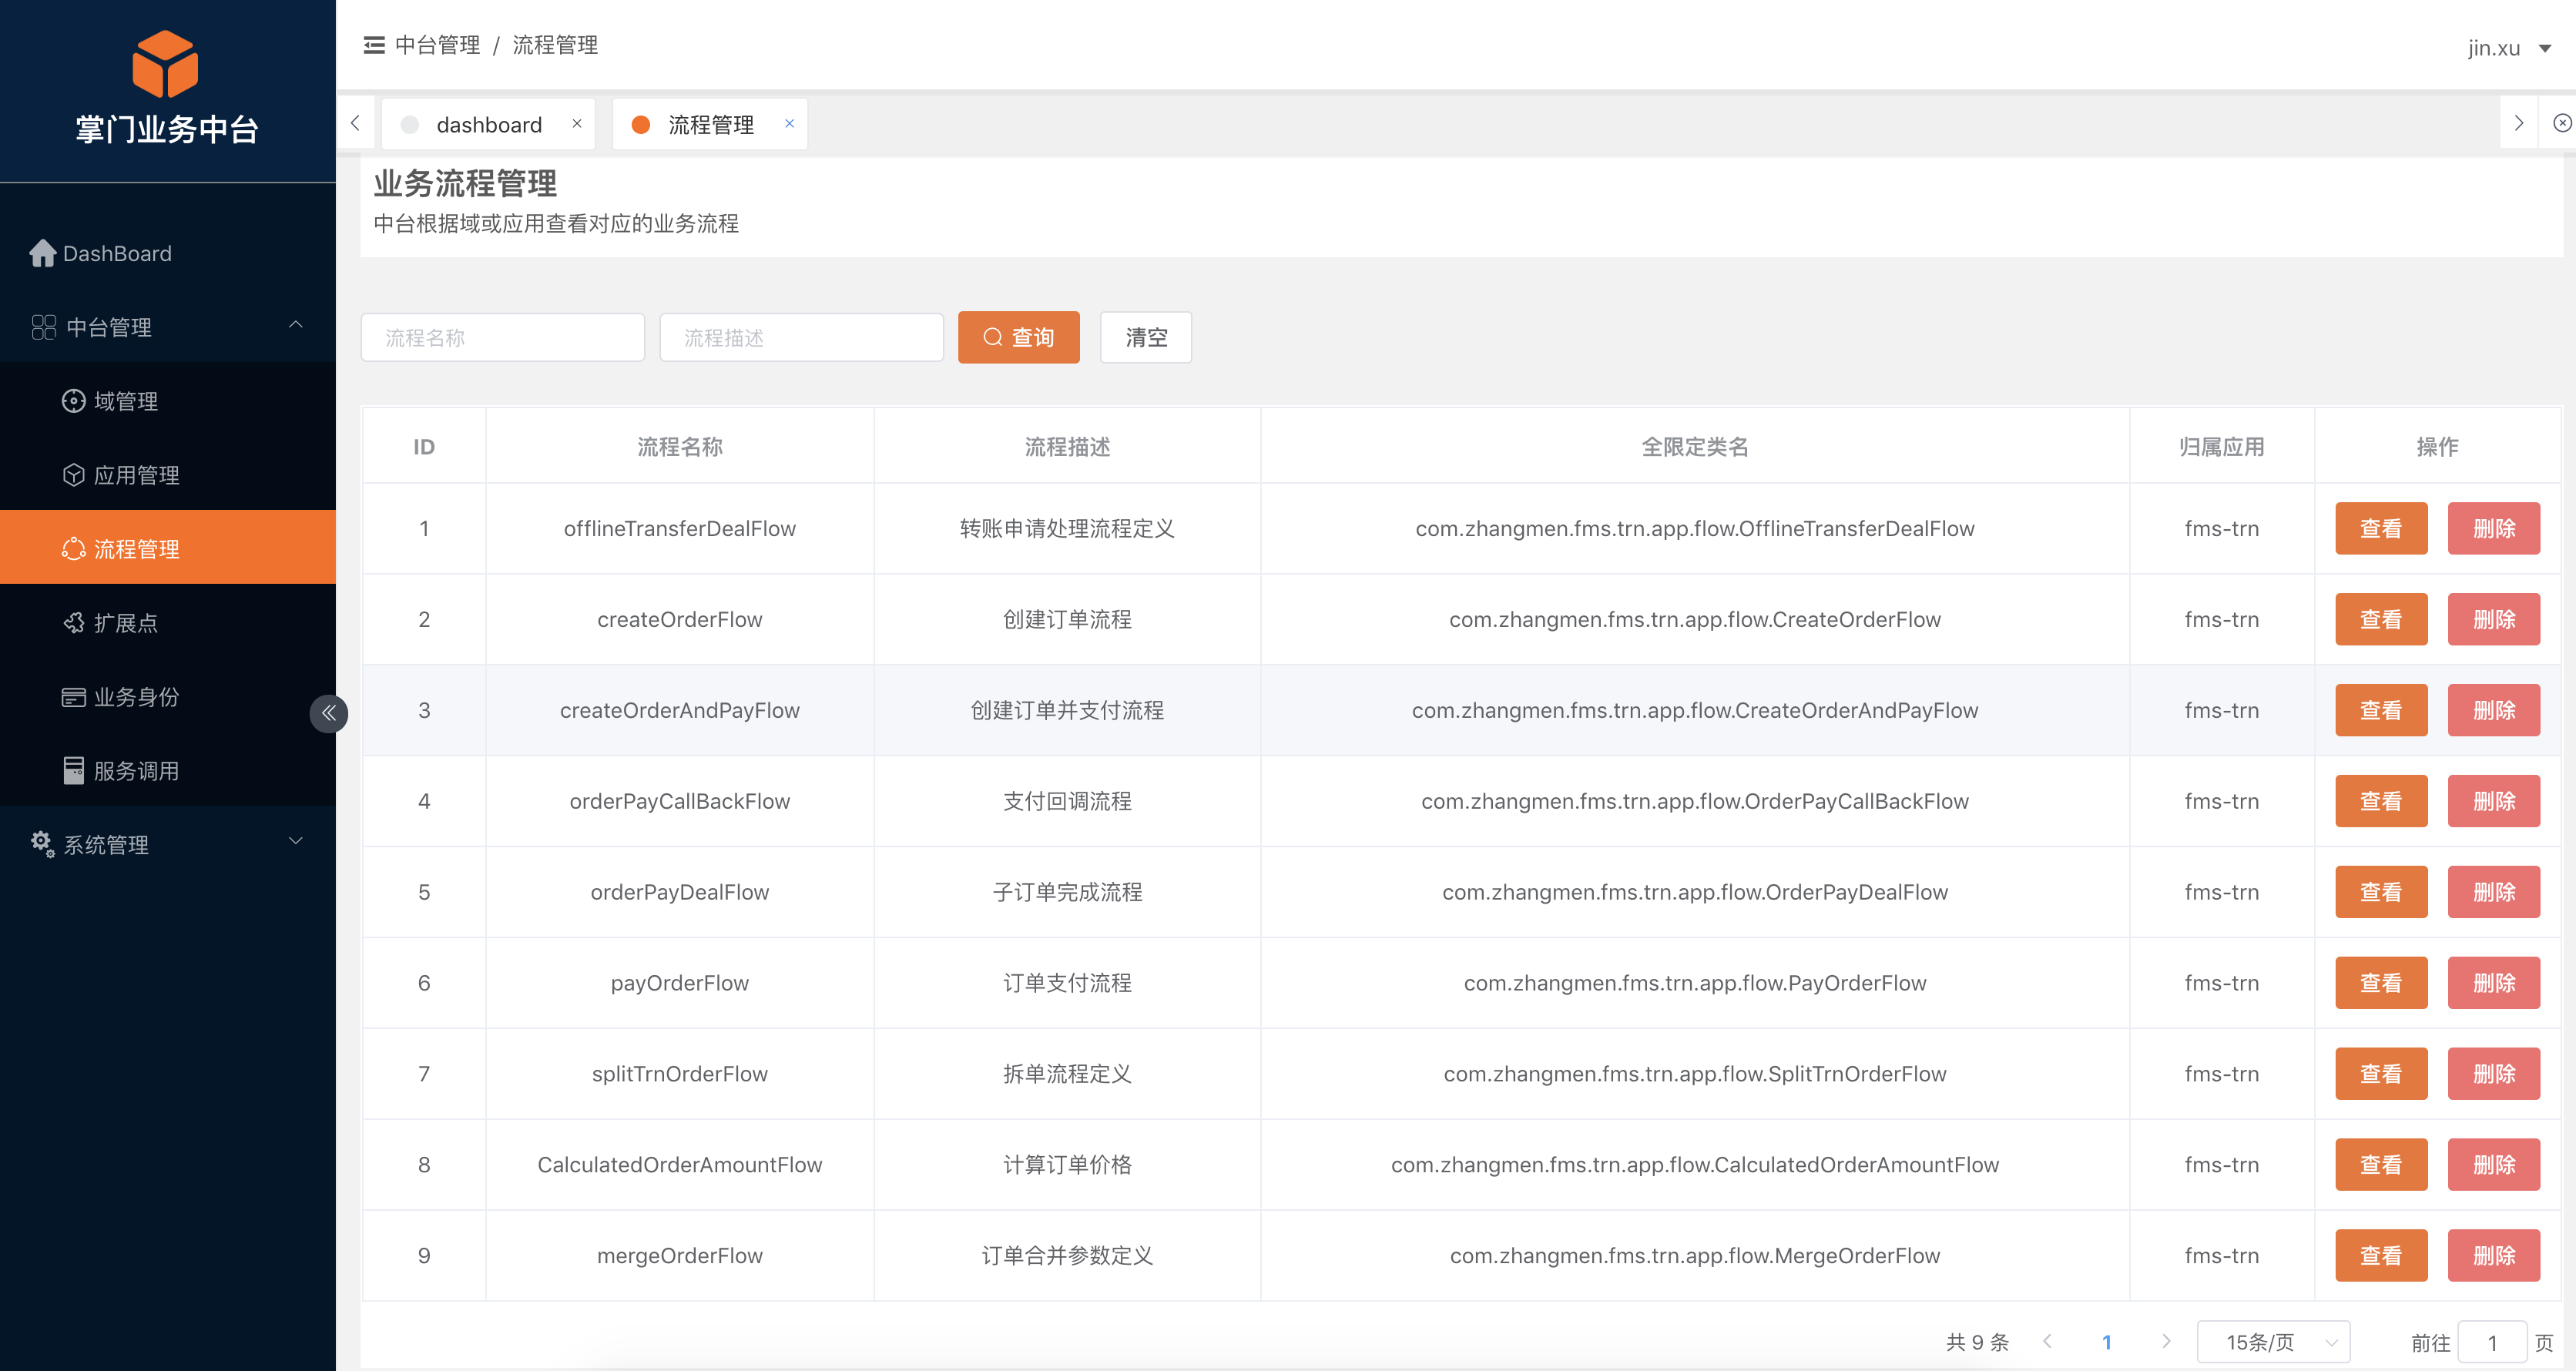 掌门业务中台
DashBoard
中台管理
域管理
应用管理
流程管理
扩展点
业务身份
服务调用
系统管理
中台管理 / 流程管理
jin.xu
dashboard
流程管理
业务流程管理
中台根据域或应用查看对应的业务流程
流程名称 流程描述 查询 清空
ID 流程名称 流程描述 全限定类名 归属应用 操作
1 offlineTransferDealFlow 转账申请处理流程定义 com.zhangmen.fms.trn.app.flow.OfflineTransferDealFlow fms-trn 查看 删除
2 createOrderFlow 创建订单流程 com.zhangmen.fms.trn.app.flow.CreateOrderFlow fms-trn 查看 删除
3 createOrderAndPayFlow 创建订单并支付流程 com.zhangmen.fms.trn.app.flow.CreateOrderAndPayFlow fms-trn 查看 删除
4 orderPayCallBackFlow 支付回调流程 com.zhangmen.fms.trn.app.flow.OrderPayCallBackFlow fms-trn 查看 删除
5 orderPayDealFlow 子订单完成流程 com.zhangmen.fms.trn.app.flow.OrderPayDealFlow fms-trn 查看 删除
6 payOrderFlow 订单支付流程 com.zhangmen.fms.trn.app.flow.PayOrderFlow fms-trn 查看 删除
7 splitTrnOrderFlow 拆单流程定义 com.zhangmen.fms.trn.app.flow.SplitTrnOrderFlow fms-trn 查看 删除
8 CalculatedOrderAmountFlow 计算订单价格 com.zhangmen.fms.trn.app.flow.CalculatedOrderAmountFlow fms-trn 查看 删除
9 mergeOrderFlow 订单合并参数定义 com.zhangmen.fms.trn.app.flow.MergeOrderFlow fms-trn 查看 删除
共 9 条 1 15条/页 前往 1 页